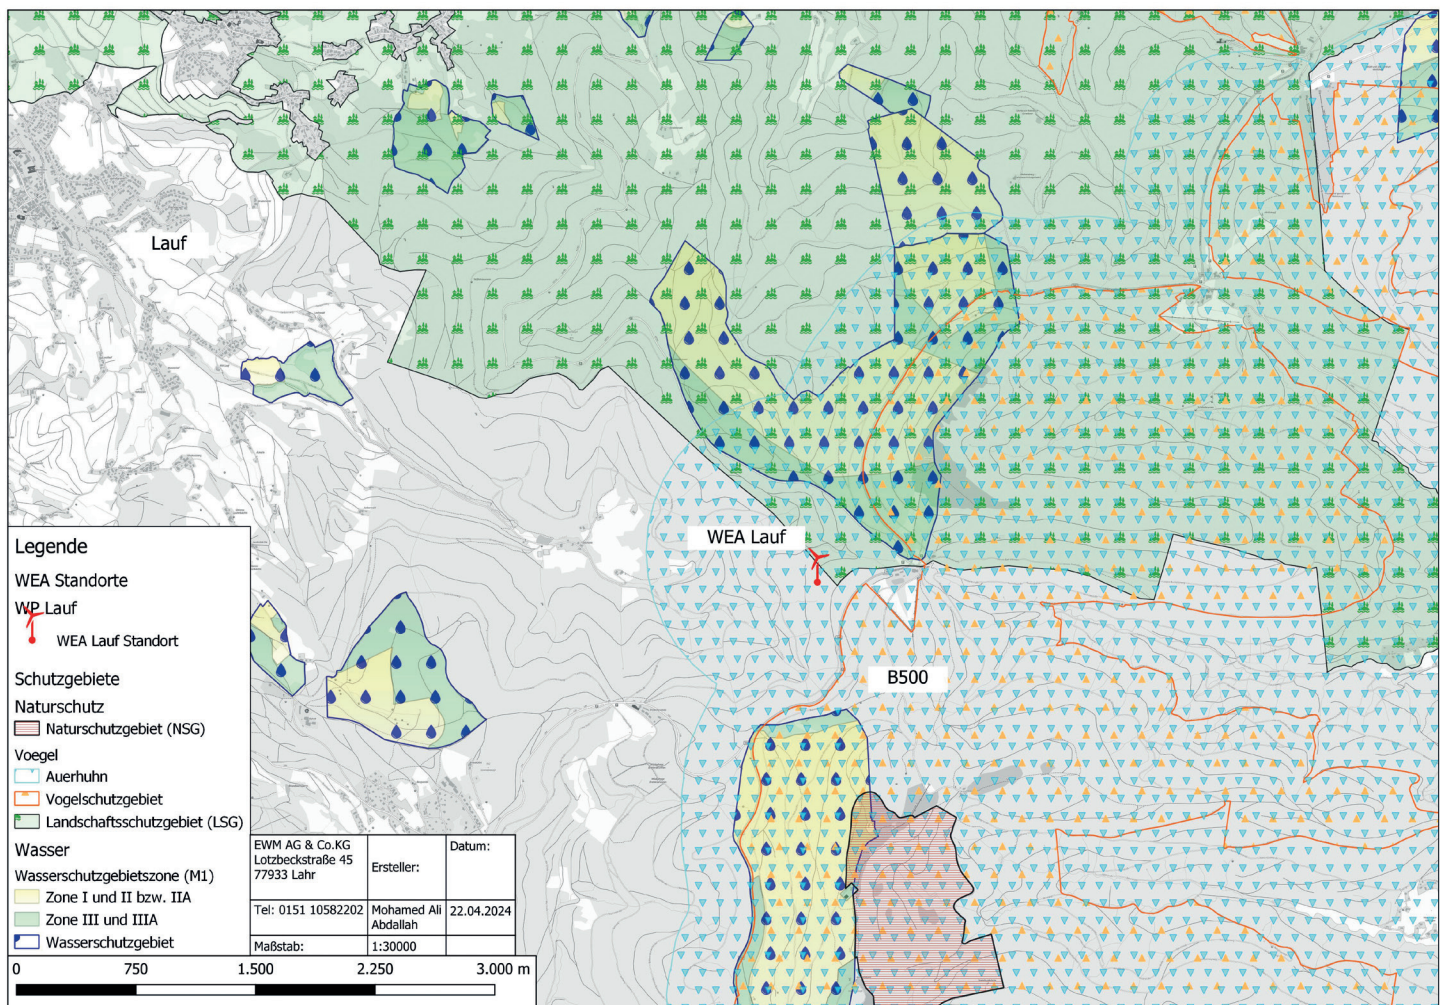 Lauf
WEA Lauf
B500
Legende
WEA Standorte
WP Lauf
WEA Lauf Standort
Schutzgebiete
Naturschutz
Naturschutzgebiet (NSG)
Voegel
Auerhuhn
Vogelschutzgebiet
Landschaftsschutzgebiet (LSG)
Wasser
Wasserschutzgebietszone (M1)
Zone I und II bzw. IIA
Zone III und IIIA
Wasserschutzgebiet
EWM AG & Co.KG
Lotzbeckstraße 45
77933 Lahr
Ersteller:
Datum:
Tel: 0151 10582202
Mohamed Ali
Abdallah
22.04.2024
Maßstab:
1:30000
0 750 1.500 2.250 3.000 m